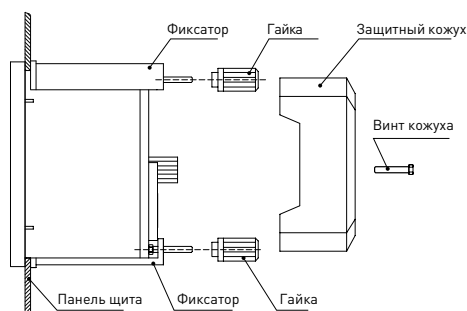 Фиксатор
Гайка
Защитный кожух
Винт кожуха
Панель щита
Фиксатор
Гайка